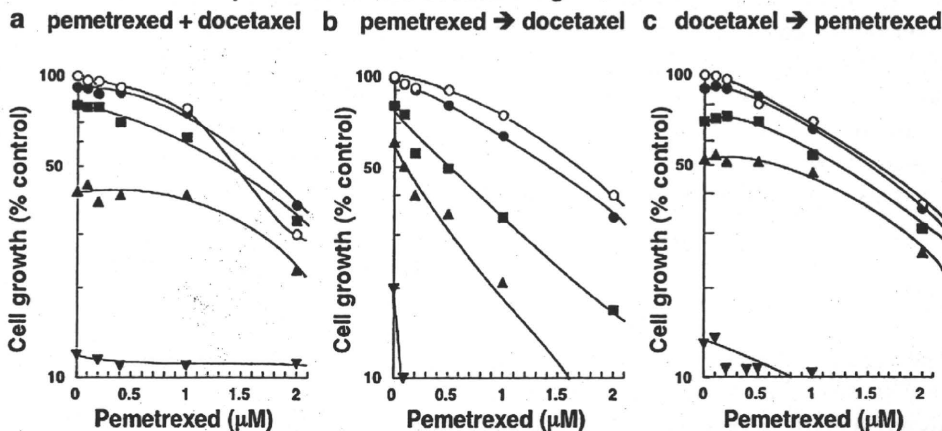 a pemetrexed + docetaxel
b pemetrexed ➔ docetaxel
c docetaxel ➔ pemetrexed
Cell growth (% control)
100
50
10
0 0.5 1 1.5 2
Pemetrexed (μM)
Cell growth (% control)
100
50
10
0 0.5 1 1.5 2
Pemetrexed (μM)
Cell growth (% control)
100
50
10
0 0.5 1 1.5 2
Pemetrexed (μM)